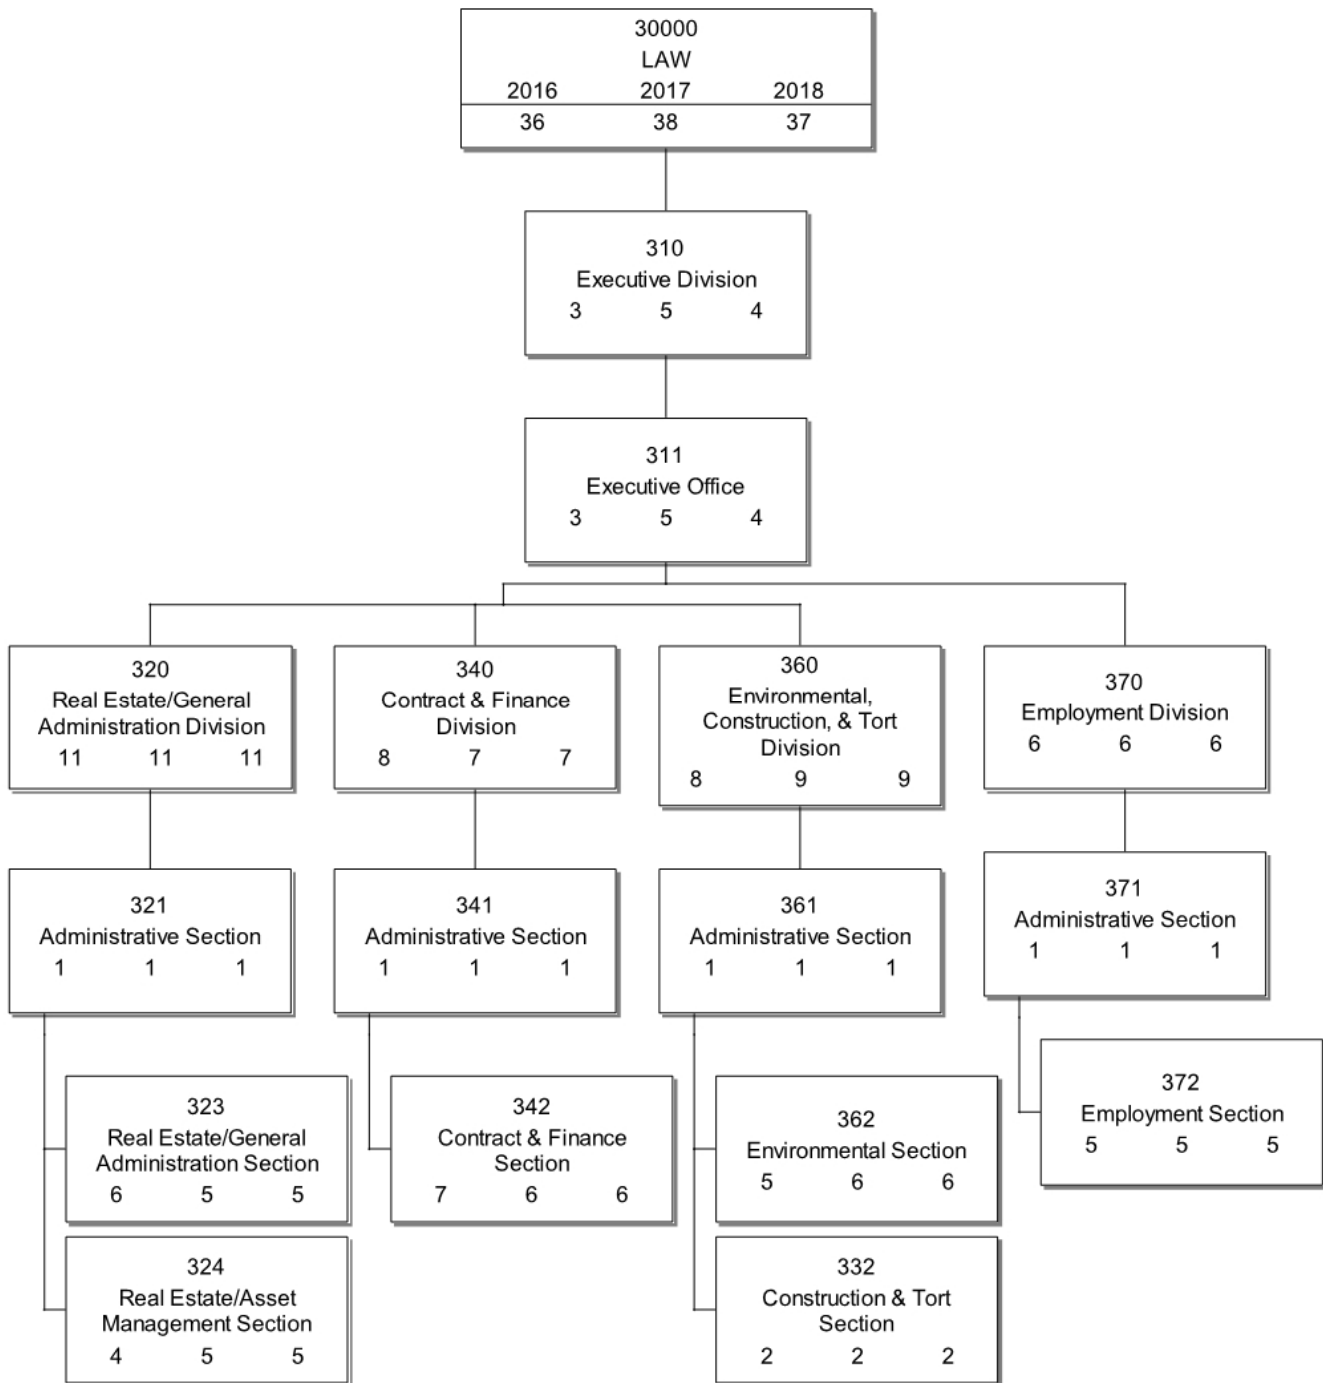 30000
LAW
2016 2017 2018
36 38 37
310
Executive Division
3 5 4
311
Executive Office
3 5 4
320
Real Estate/General
Administration Division
11 11 11
340
Contract & Finance
Division
8 7 7
360
Environmental,
Construction, & Tort
Division
8 9 9
370
Employment Division
6 6 6
321
Administrative Section
1 1 1
341
Administrative Section
1 1 1
361
Administrative Section
1 1 1
371
Administrative Section
1 1 1
323
Real Estate/General
Administration Section
6 5 5
342
Contract & Finance
Section
7 6 6
362
Environmental Section
5 6 6
372
Employment Section
5 5 5
324
Real Estate/Asset
Management Section
4 5 5
332
Construction & Tort
Section
2 2 2